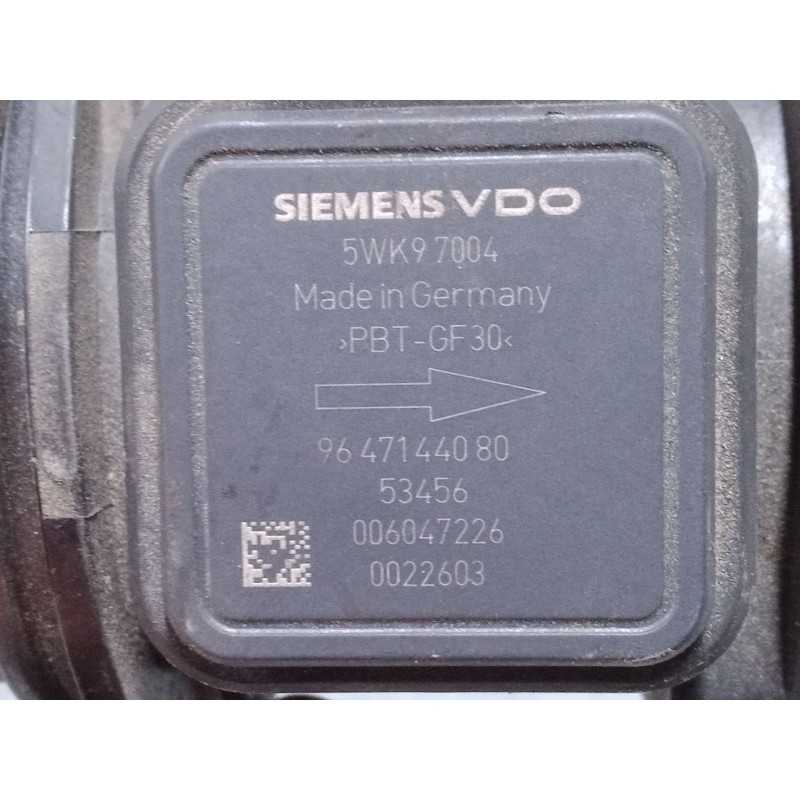 SIEMENS VDO
5WK9 7004
Made in Germany
>PBT-GF30<
96 471 440 80
53456
006047226
0022603